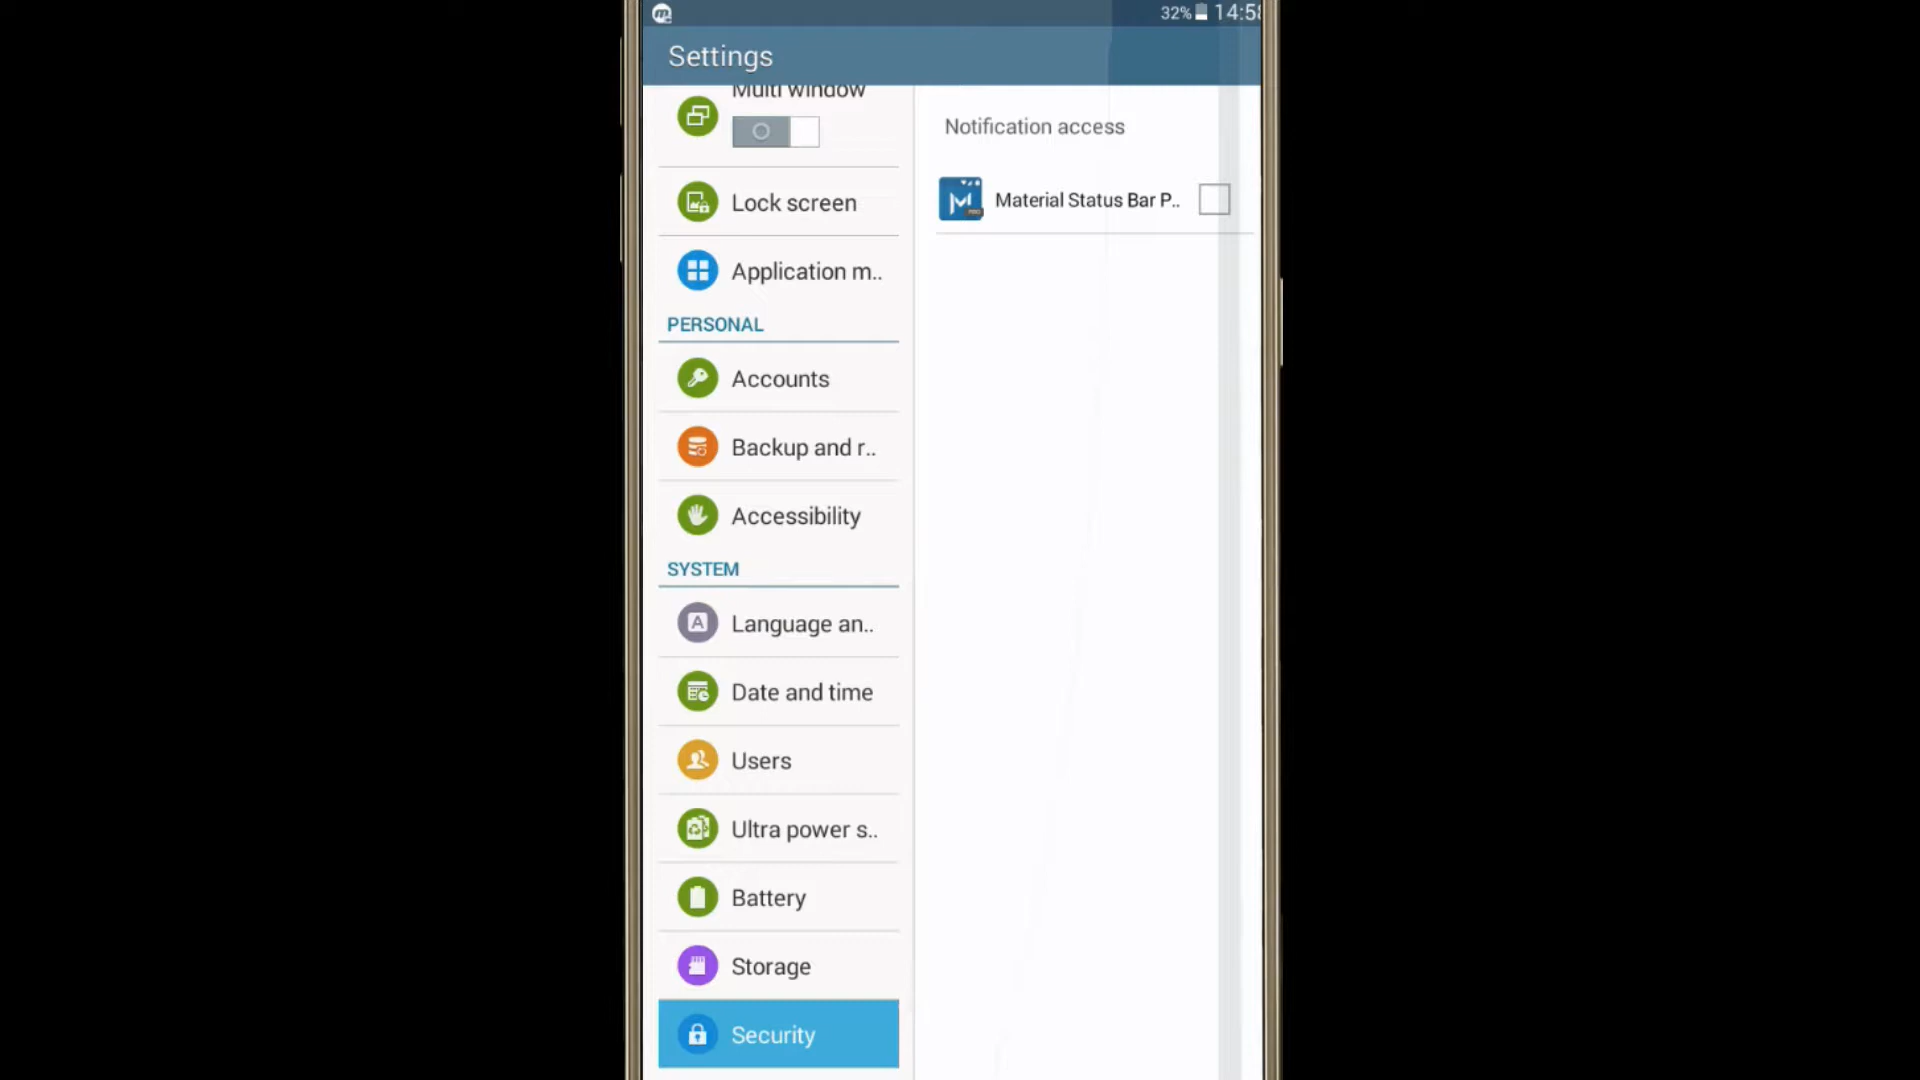 32% 14:58
Settings
Multi window
Lock screen
Application m..
PERSONAL
Accounts
Backup and r..
Accessibility
SYSTEM
Language an..
Date and time
Users
Ultra power s..
Battery
Storage
Security
Notification access
Material Status Bar P..